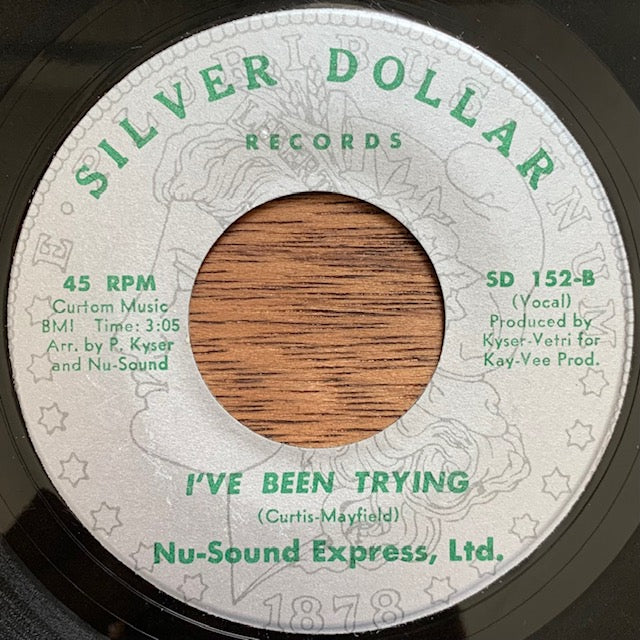 E · PLURIBUS UNUM
SILVER DOLLAR
RECORDS
45 RPM
Curtom Music
BMI Time: 3:05
Arr. by P. Kyser
and Nu-Sound
SD 152-B
(Vocal)
Produced by
Kyser-Vetri for
Kay-Vee Prod.
I'VE BEEN TRYING
(Curtis-Mayfield)
Nu-Sound Express, Ltd.
1878